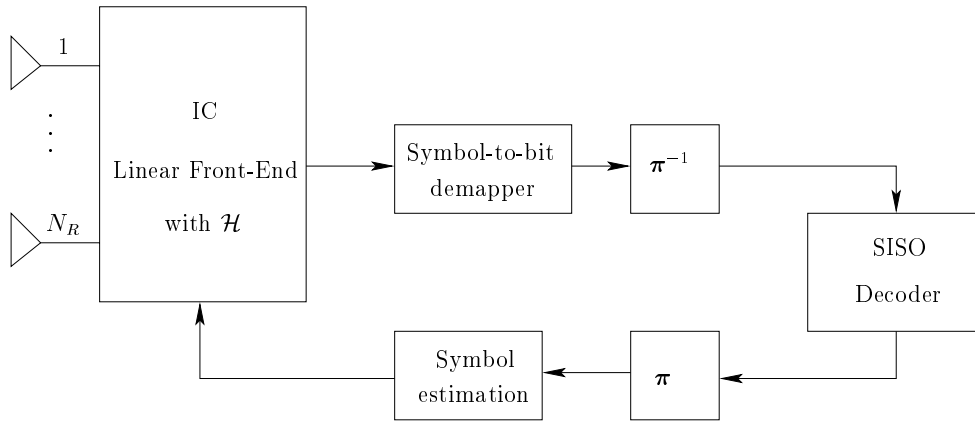 1
N_R
IC
Linear Front-End
with ℋ
Symbol-to-bit
demapper
π⁻¹
SISO
Decoder
Symbol
estimation
π